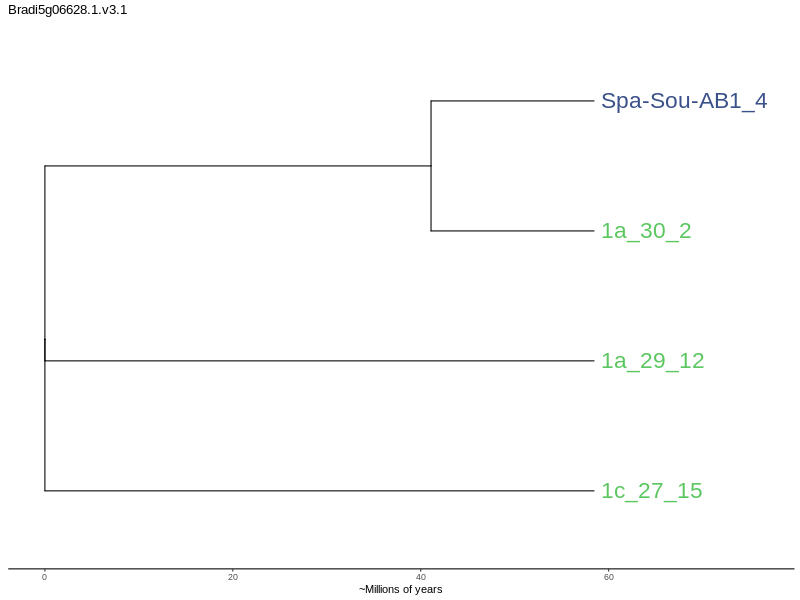 Bradi5g06628.1.v3.1
Spa-Sou-AB1_4
1a_30_2
1a_29_12
1c_27_15
0 20 40 60
~Millions of years